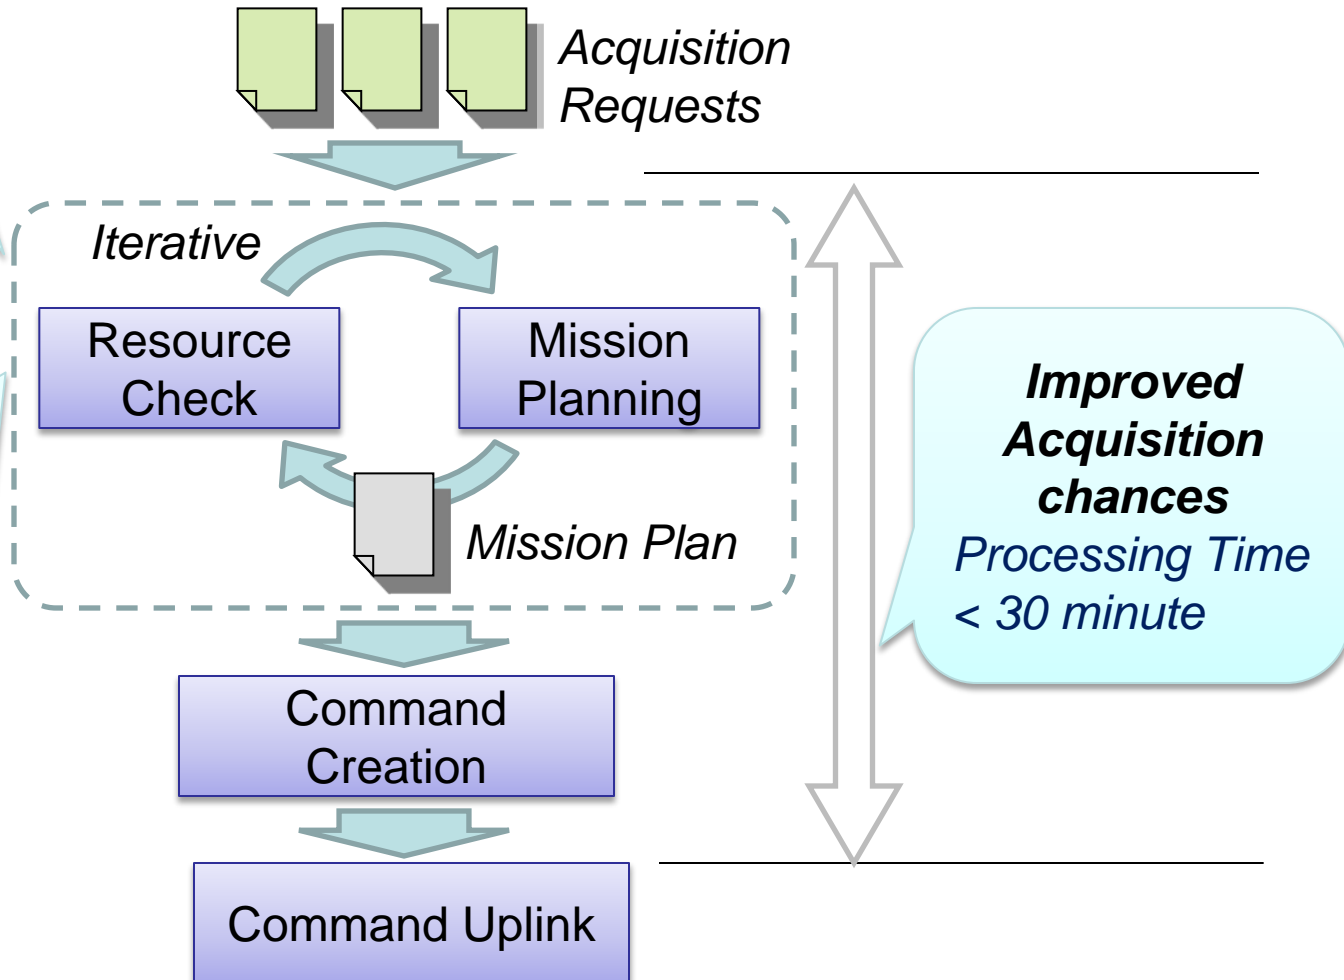 Acquisition
Requests
Iterative
Resource
Check
Mission
Planning
Mission Plan
Improved
Acquisition
chances
Processing Time
< 30 minute
Command
Creation
Command Uplink